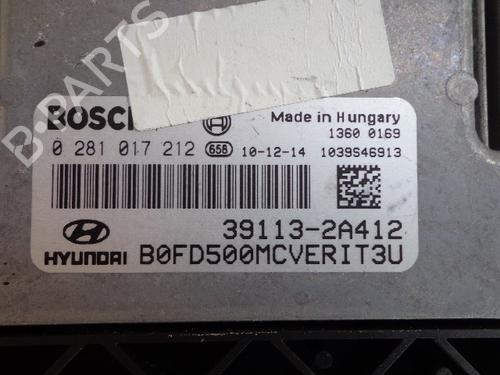 B-PARTS
BOSCH
Made in Hungary
1360 0169
0 281 017 212 658 10-12-14 1039S46913
39113-2A412
HYUNDAI B0FD500MCVERIT3U